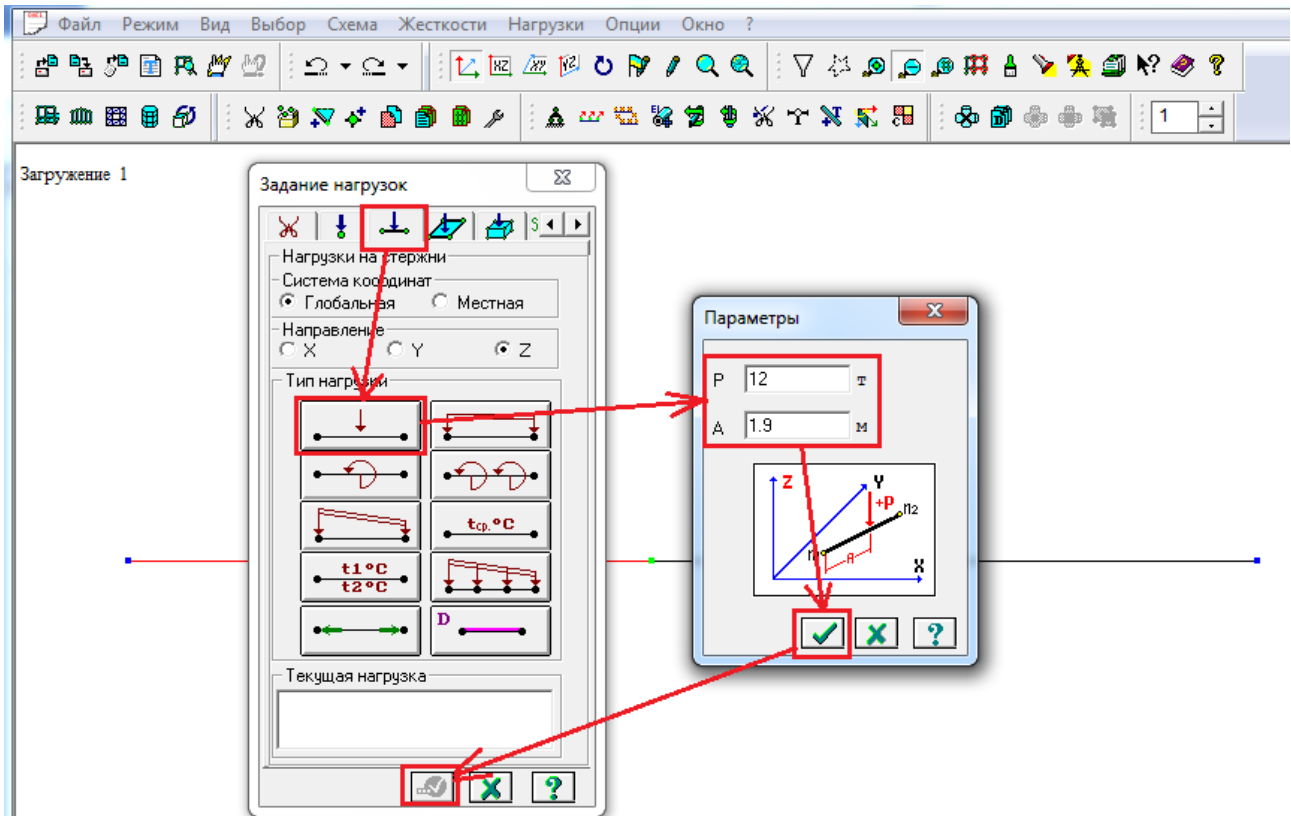 Файл Режим Вид Выбор Схема Жесткости Нагрузки Опции Окно ?
1
Загружение 1
Задание нагрузок
S
Нагрузки на стержни
Система координат
Глобальная Местная
Направление
X Y Z
Тип нагрузки
tср.°C
t1°C
t2°C
D
Текущая нагрузка
Параметры
P 12 т
A 1.9 м
Z
Y
+P
n2
A
X